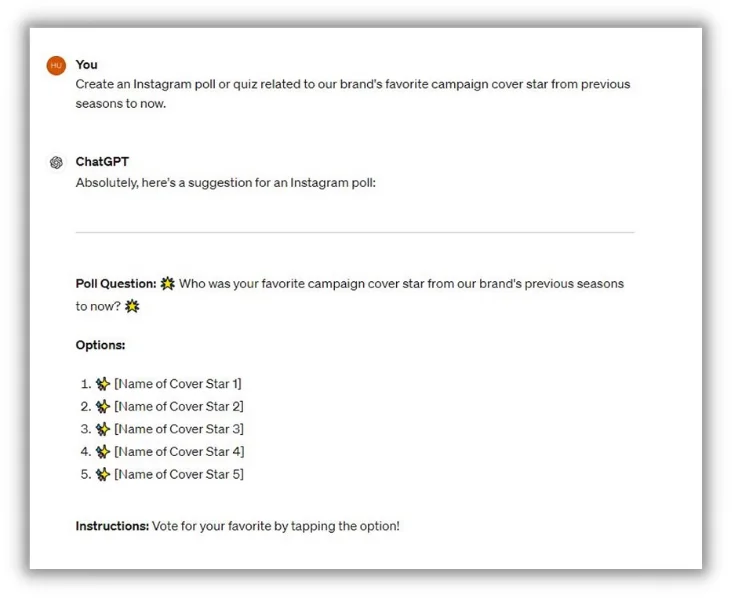 HU
You
Create an Instagram poll or quiz related to our brand's favorite campaign cover star from previous
seasons to now.
ChatGPT
Absolutely, here's a suggestion for an Instagram poll:
Poll Question: 🌟 Who was your favorite campaign cover star from our brand's previous seasons
to now? 🌟
Options:
1. ✨ [Name of Cover Star 1]
2. ✨ [Name of Cover Star 2]
3. ✨ [Name of Cover Star 3]
4. ✨ [Name of Cover Star 4]
5. ✨ [Name of Cover Star 5]
Instructions: Vote for your favorite by tapping the option!